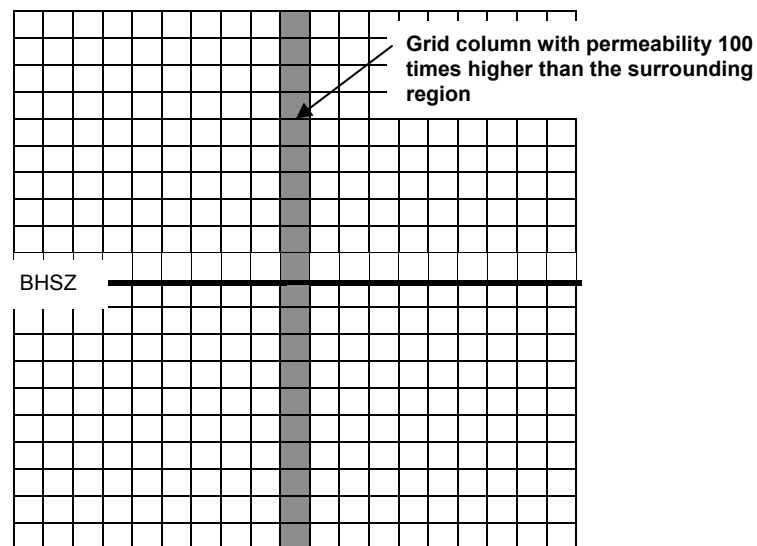 Grid column with permeability 100
times higher than the surrounding
region
BHSZ